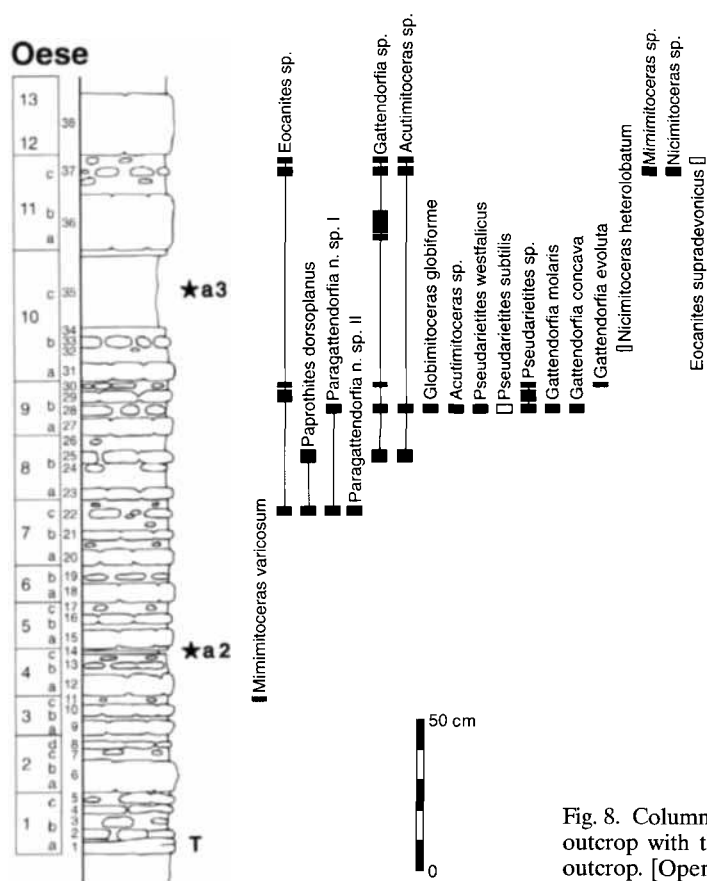 Oese
13
12
11
10
9
8
7
6
5
4
3
2
1
c
b
a
c
b
a
b
b
a
c
b
a
b
a
c
b
a
c
b
a
c
b
a
d
c
b
a
c
b
a
38
37
36
35
34
33
32
31
30
29
28
27
26
25
24
23
22
21
20
19
18
17
16
15
14
13
12
11
10
9
8
7
6
5
4
3
2
1
★a3
★a2
T
Mimimitoceras varicosum
Eocanites sp.
Paprothites dorsoplanus
Paragattendorfia n. sp. I
Paragattendorfia n. sp. II
Gattendorfia sp.
Acutimitoceras sp.
Globimitoceras globiforme
Acutimitoceras sp.
Pseudarietites westfalicus
Pseudarietites subtilis
Pseudarietites sp.
Gattendorfia molaris
Gattendorfia concava
Gattendorfia evoluta
Nicimitoceras heterolobatum
Mimimitoceras sp.
Nicimitoceras sp.
Eocanites supradevonicus
50 cm
0
Fig. 8. Column
outcrop with t
outcrop. [Open